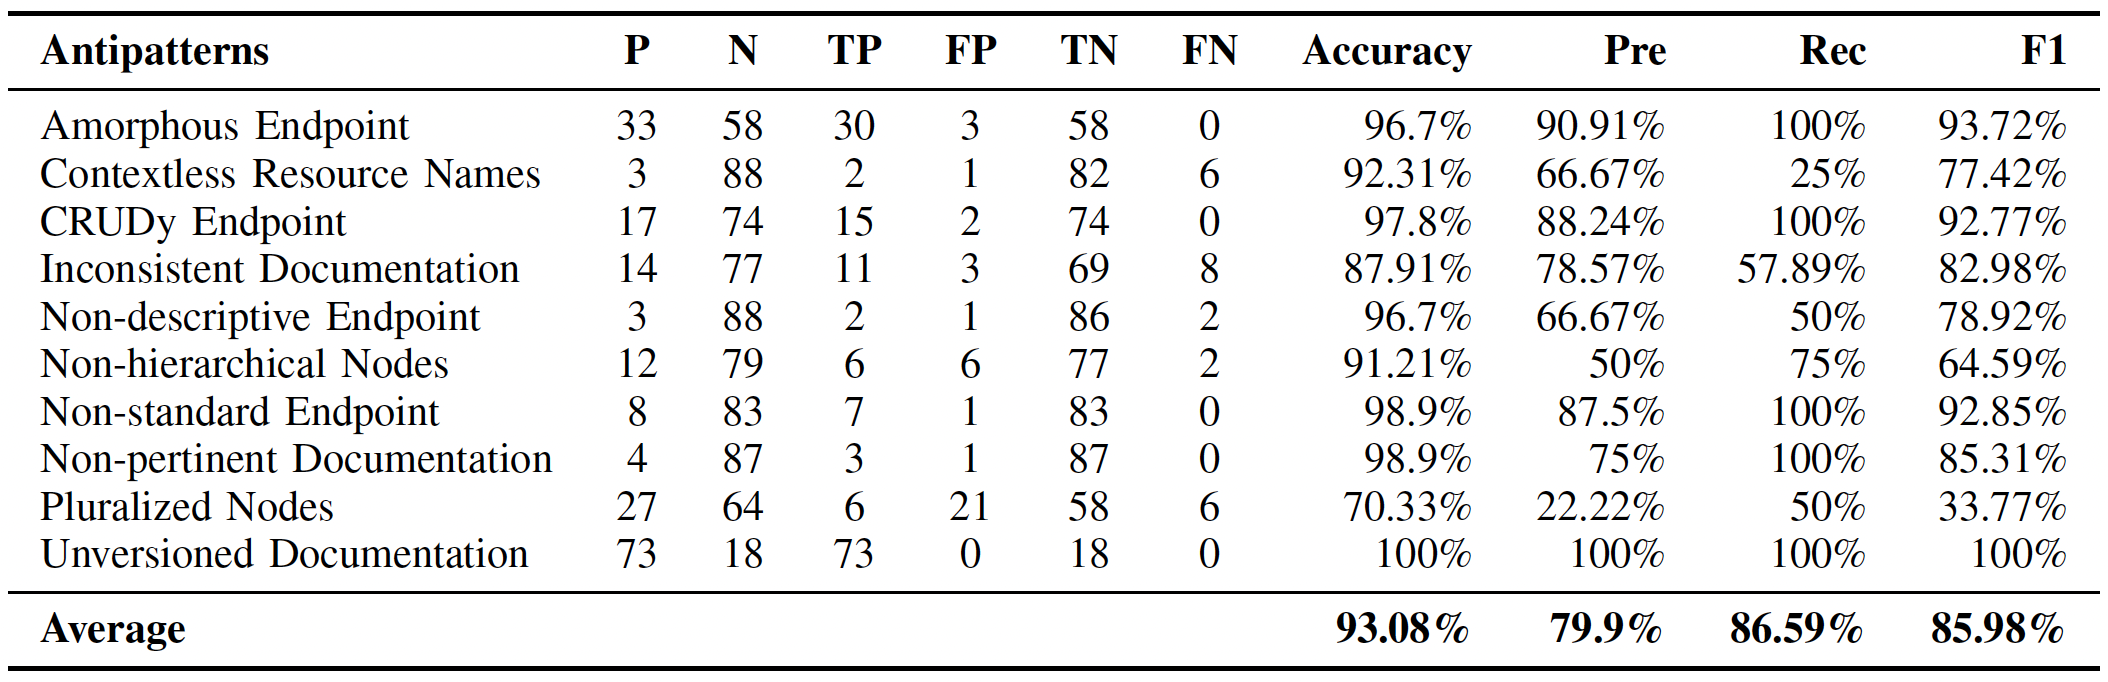 Antipatterns P N TP FP TN FN Accuracy Pre Rec F1
Amorphous Endpoint 33 58 30 3 58 0 96.7% 90.91% 100% 93.72%
Contextless Resource Names 3 88 2 1 82 6 92.31% 66.67% 25% 77.42%
CRUDy Endpoint 17 74 15 2 74 0 97.8% 88.24% 100% 92.77%
Inconsistent Documentation 14 77 11 3 69 8 87.91% 78.57% 57.89% 82.98%
Non-descriptive Endpoint 3 88 2 1 86 2 96.7% 66.67% 50% 78.92%
Non-hierarchical Nodes 12 79 6 6 77 2 91.21% 50% 75% 64.59%
Non-standard Endpoint 8 83 7 1 83 0 98.9% 87.5% 100% 92.85%
Non-pertinent Documentation 4 87 3 1 87 0 98.9% 75% 100% 85.31%
Pluralized Nodes 27 64 6 21 58 6 70.33% 22.22% 50% 33.77%
Unversioned Documentation 73 18 73 0 18 0 100% 100% 100% 100%
Average 93.08% 79.9% 86.59% 85.98%